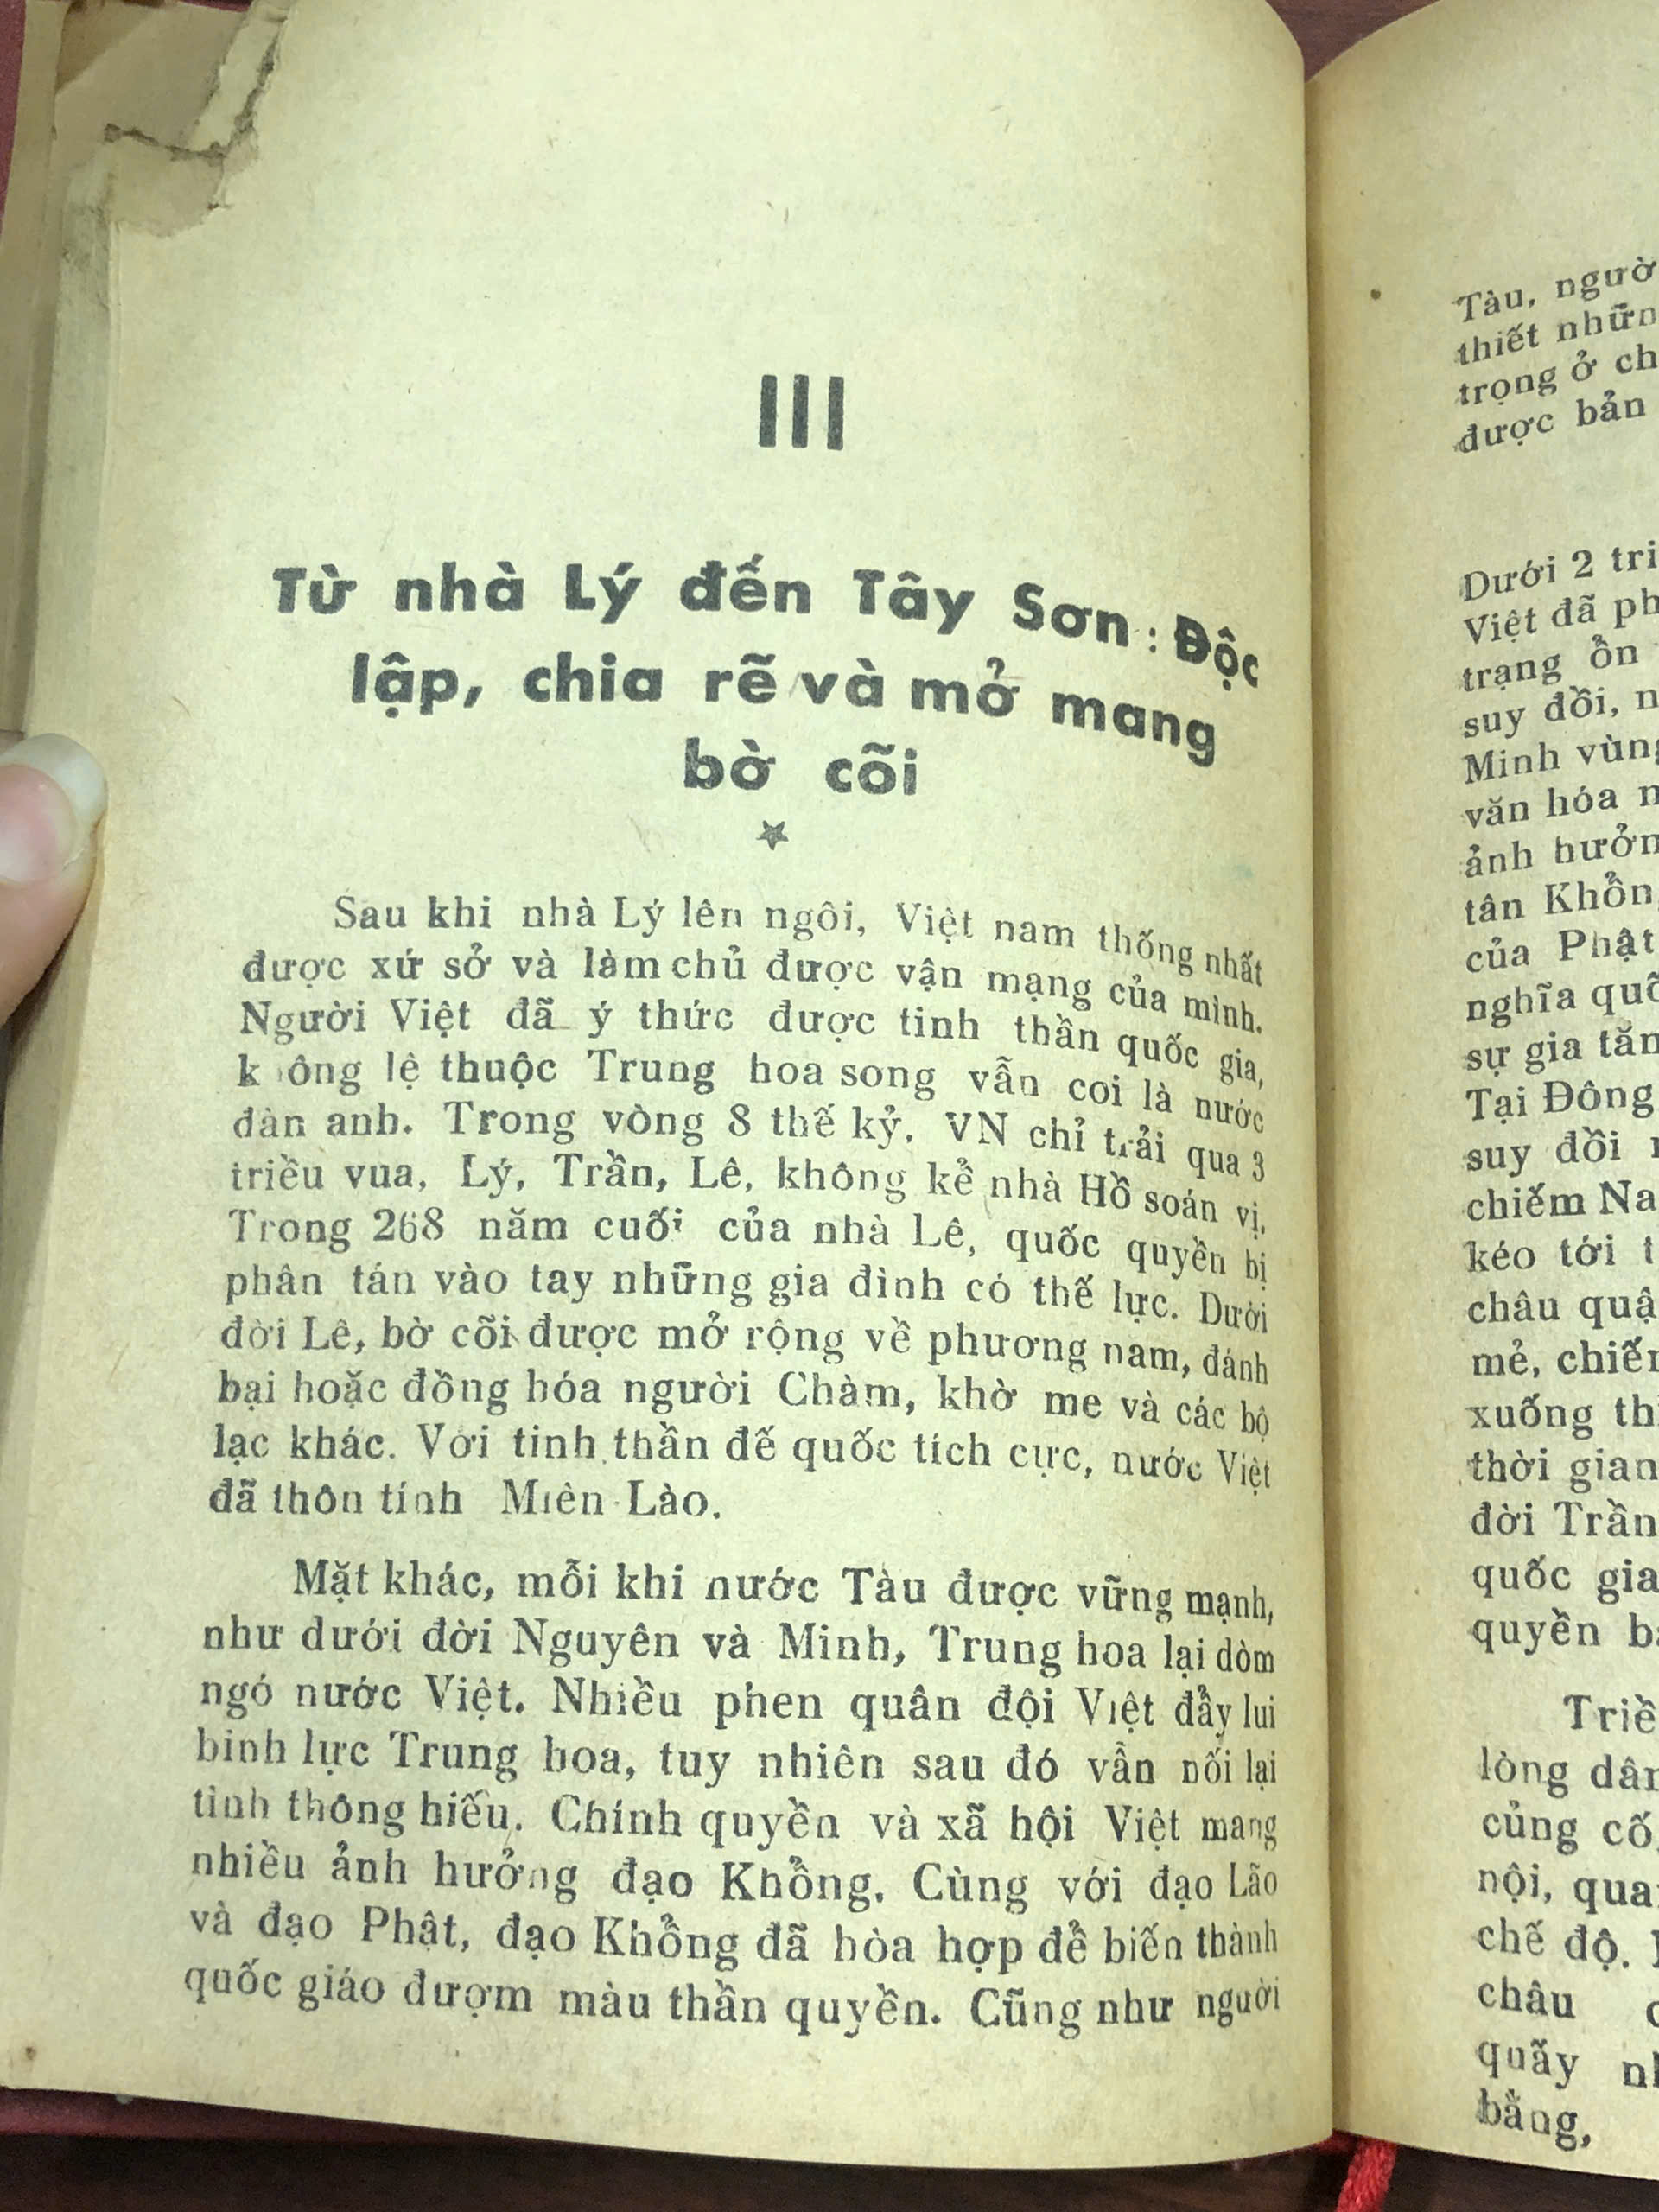 III
Từ nhà Lý đến Tây Sơn : Độc
lập, chia rẽ và mở mang
bờ cõi
Sau khi nhà Lý lên ngôi, Việt nam thống nhất
được xứ sở và làm chủ được vận mạng của mình.
Người Việt đã ý thức được tinh thần quốc gia,
không lệ thuộc Trung hoa song vẫn coi là nước
đàn anh. Trong vòng 8 thế kỷ, VN chỉ trải qua 3
triều vua, Lý, Trần, Lê, không kể nhà Hồ soán vị.
Trong 268 năm cuối của nhà Lê, quốc quyền bị
phân tán vào tay những gia đình có thế lực. Dưới
đời Lê, bờ cõi được mở rộng về phương nam, đánh
bại hoặc đồng hóa người Chàm, khờ me và các bộ
lạc khác. Với tinh thần đế quốc tích cực, nước Việt
đã thôn tính Miên Lào.
Mặt khác, mỗi khi nước Tàu được vững mạnh,
như dưới đời Nguyên và Minh, Trung hoa lại dòm
ngó nước Việt. Nhiều phen quân đội Việt đẩy lui
binh lực Trung hoa, tuy nhiên sau đó vẫn nối lại
tình thông hiếu. Chính quyền và xã hội Việt mang
nhiều ảnh hưởng đạo Khổng. Cùng với đạo Lão
và đạo Phật, đạo Khổng đã hòa hợp để biến thành
quốc giáo đượm màu thần quyền. Cũng như người
Tàu, ngườ
thiết nhữn
trọng ở ch
được bản
Dưới 2 tri
Việt đã ph
trạng ổn
suy đồi, n
Minh vùng
văn hóa n
ảnh hưởn
tân Khổn
của Phật
nghĩa quố
sự gia tăn
Tại Đông
suy đồi
chiếm Na
kéo tới t
châu quậ
mẻ, chiến
xuống th
thời gian
đời Trần
quốc gia
quyền b
Triề
lòng dân
củng cố
nội, qua
chế độ.
châu
quẫy n
bằng,